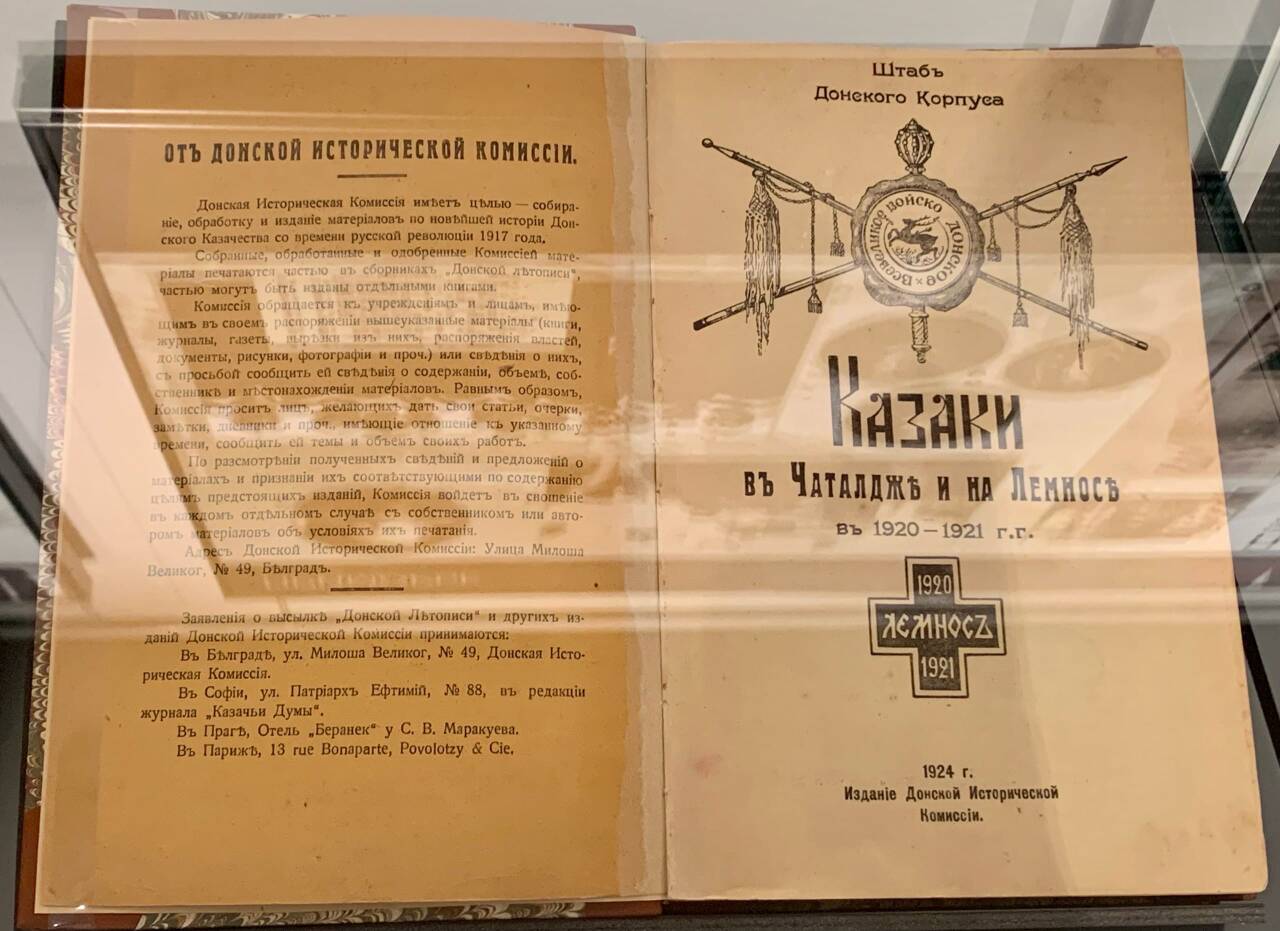 ОТЪ ДОНСКОЙ ИСТОРИЧЕСКОЙ КОМИССІИ.
Донская Историческая Комиссія имѣетъ цѣлью — собира-
ніе, обработку и изданіе матеріаловъ по новѣйшей исторіи Дон-
ского Казачества со времени русской революціи 1917 года.
Собранные, обработанные и одобренные Комиссіей мате-
ріалы печатаются частью въ сборникахъ „Донской лѣтописи“,
частью могутъ быть изданы отдѣльными книгами.
Комиссія обращается къ учрежденіямъ и лицамъ, имѣю-
щимъ въ своемъ распоряженіи вышеуказанные матеріалы (книги,
журналы, газеты, вырѣзки изъ нихъ, распоряженія властей,
документы, рисунки, фотографіи и проч.) или свѣдѣнія о нихъ,
съ просьбой сообщить ей свѣдѣнія о содержаніи, объемѣ, соб-
ственникѣ и мѣстонахожденіи матеріаловъ. Равнымъ образомъ,
Комиссія проситъ лицъ, желающихъ дать свои статьи, очерки,
замѣтки, дневники и проч., имѣющіе отношеніе къ указанному
времени, сообщить ей темы и объемъ своихъ работъ.
По разсмотрѣніи полученныхъ свѣдѣній и предложеній о
матеріалахъ и признаніи ихъ соотвѣтствующими по содержанію
цѣлямъ предстоящихъ изданій, Комиссія войдетъ въ сношеніе
въ каждомъ отдѣльномъ случаѣ съ собственникомъ или авто-
ромъ матеріаловъ объ условіяхъ ихъ печатанія.
Адресъ Донской Исторической Комиссіи: Улица Милоша
Великог, № 49, Бѣлградъ.
Заявленія о высылкѣ „Донской Лѣтописи“ и другихъ из-
даній Донской Исторической Комиссіи принимаются:
Въ Бѣлградѣ, ул. Милоша Великог, № 49, Донская Исто-
рическая Комиссія.
Въ Софіи, ул. Патріархъ Ефтимій, № 88, въ редакціи
журнала „Казачьи Думы“.
Въ Прагѣ, Отель „Беранек“ у С. В. Маракуева.
Въ Парижѣ, 13 rue Bonaparte, Povolotzy & Cie.
Штабъ
Донского Корпуса
Всевеликое Войско Донское
Казаки
въ Чаталджѣ и на Лемносѣ
въ 1920—1921 г.г.
1920
ЛЕМНОСЪ
1921
1924 г.
Изданіе Донской Исторической
Комиссіи.